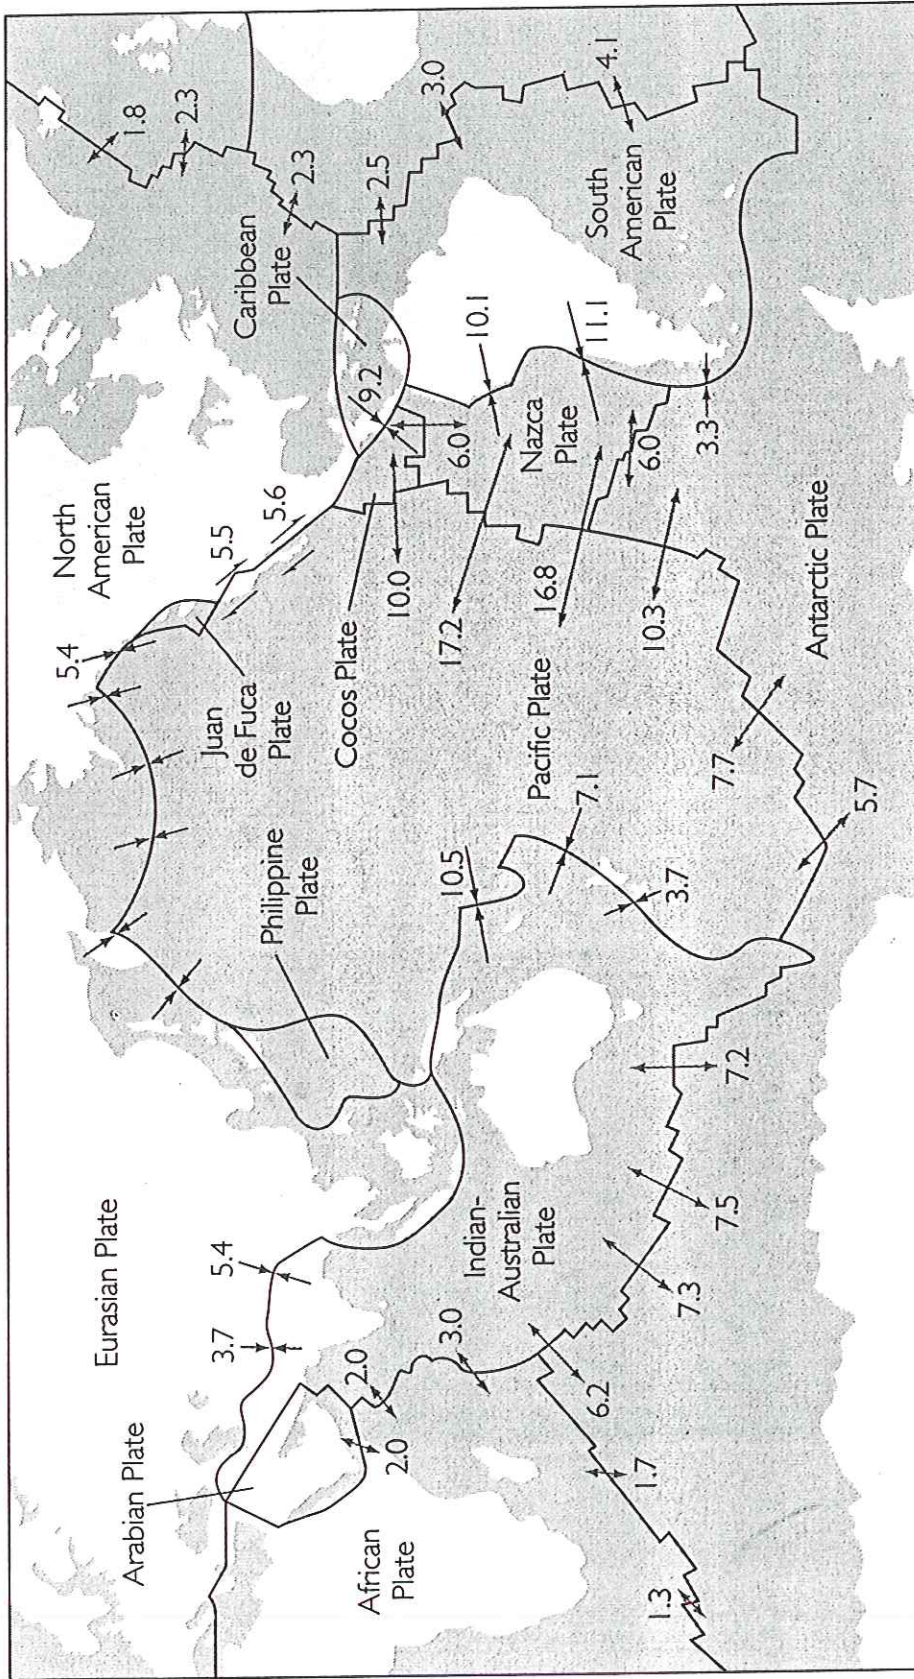 Eurasian Plate
North
American
Plate
Arabian Plate
African
Plate
Indian-
Australian
Plate
Philippine
Plate
Juan
de Fuca
Plate
Cocos Plate
Pacific Plate
Caribbean
Plate
Nazca
Plate
South
American
Plate
Antarctic Plate
3.7
5.4
5.4
5.5
5.6
1.8
2.3
2.3
2.5
3.0
4.1
9.2
6.0
10.0
10.1
17.2
16.8
11.1
6.0
3.3
10.3
10.5
7.1
3.7
7.7
5.7
2.0
2.0
3.0
6.2
1.7
1.3
7.3
7.5
7.2